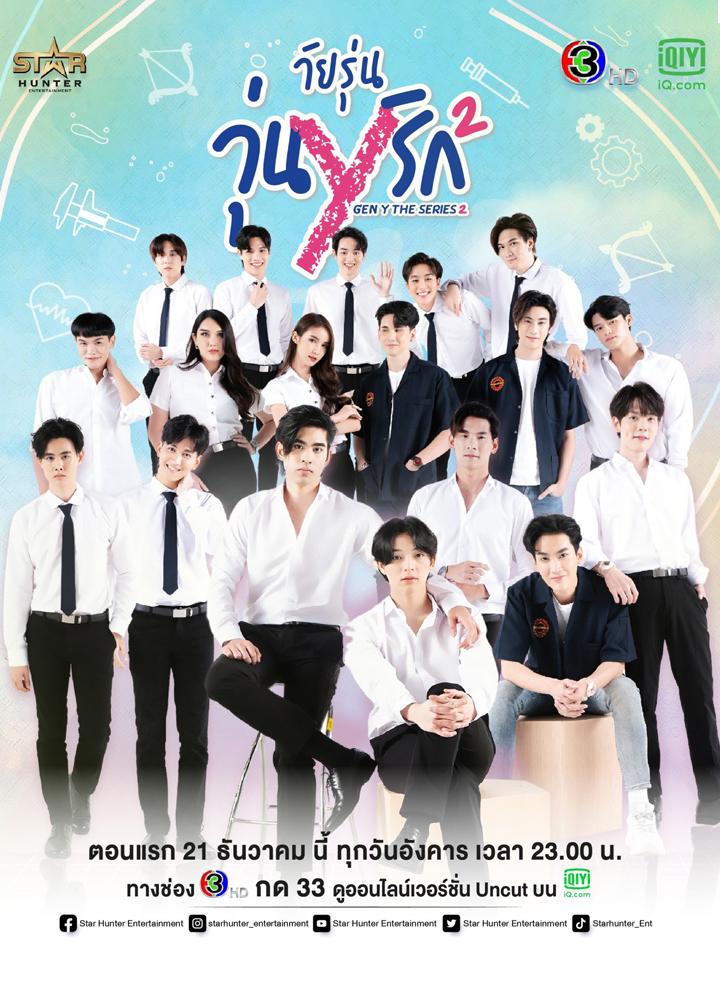 STAR
HUNTER
ENTERTAINMENT
3 HD
iQIYI
iQ.com
วัยรุ่น
วุ่นYรัก2
GEN Y THE SERIES 2
ตอนแรก 21 ธันวาคม นี้ ทุกวันอังคาร เวลา 23.00 น.
ทางช่อง 3 HD กด 33 ดูออนไลน์เวอร์ชั่น Uncut บน iQIYI iQ.com
Star Hunter Entertainment starhunter_entertainment Star Hunter Entertainment Star Hunter Entertainment Starhunter_Ent